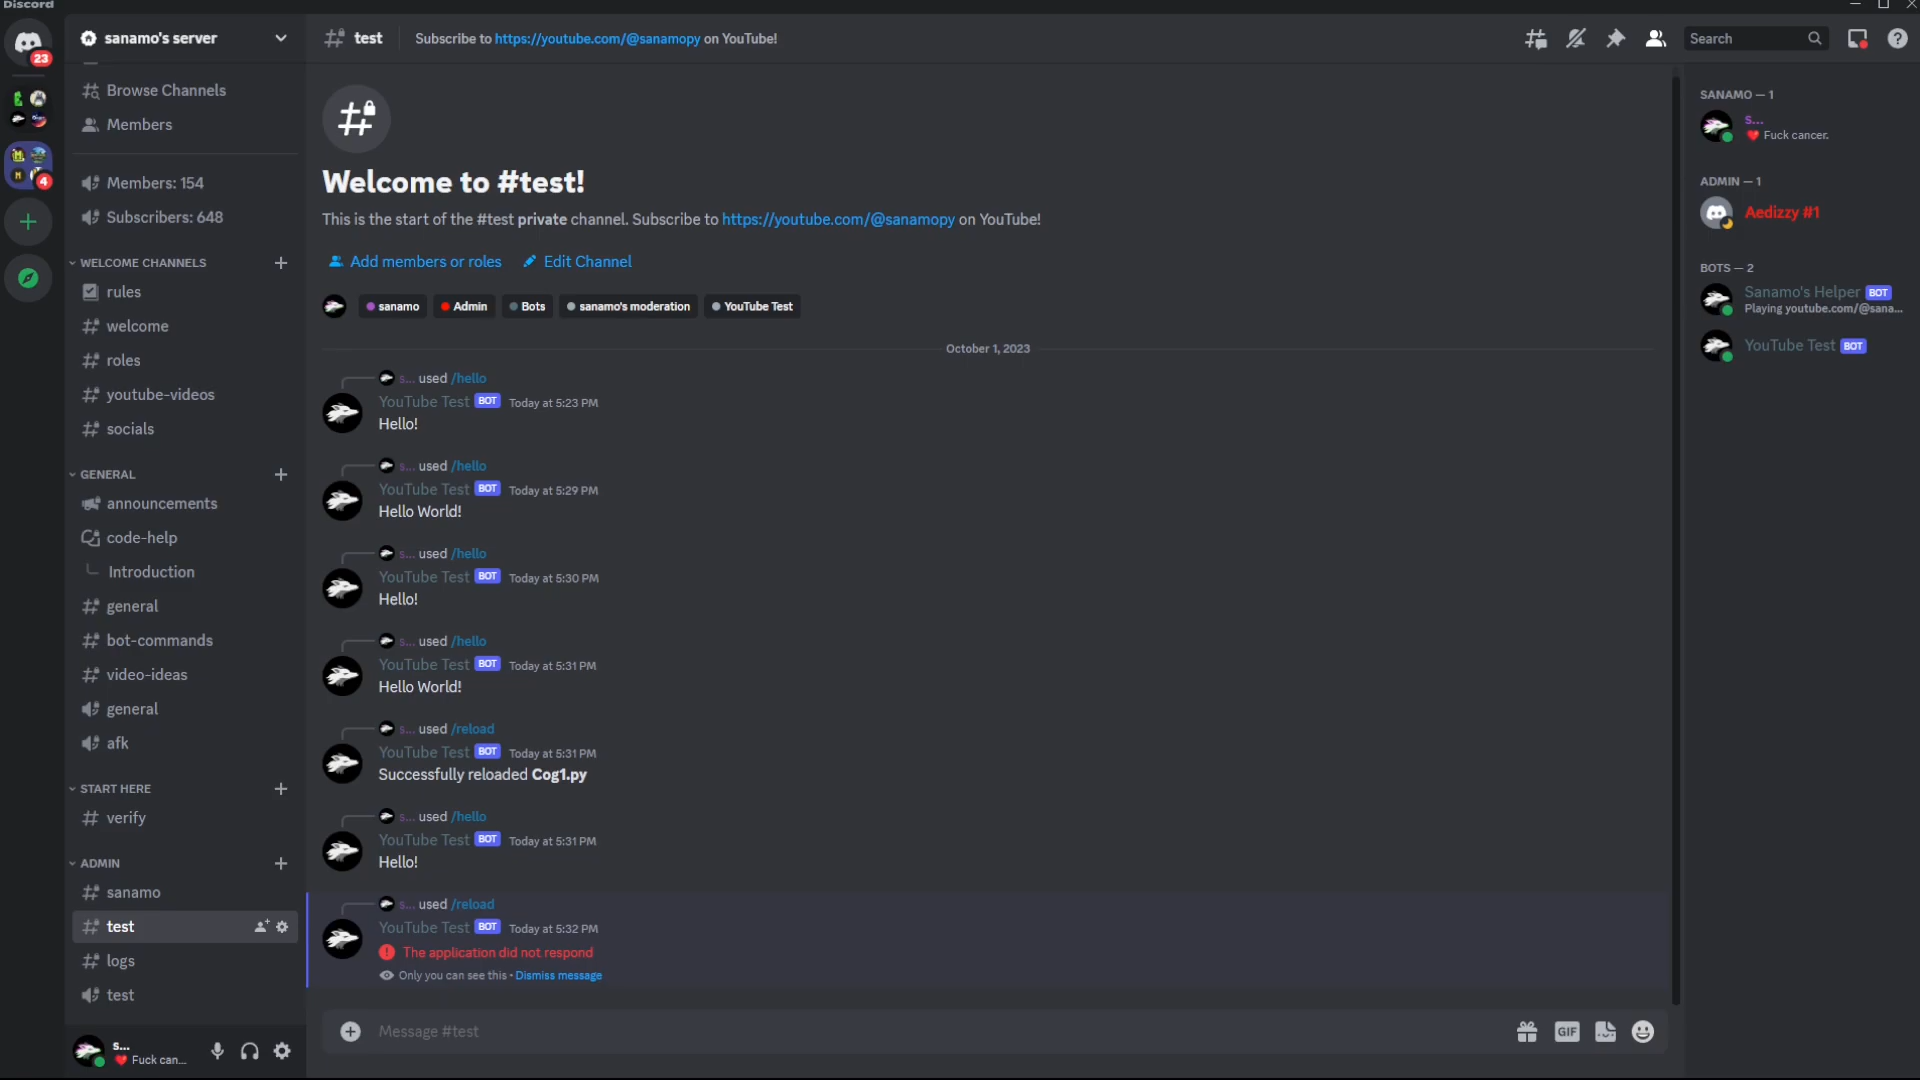 Discord
23
4
sanamo's server
Browse Channels
Members
Members: 154
Subscribers: 648
WELCOME CHANNELS
rules
welcome
roles
youtube-videos
socials
GENERAL
announcements
code-help
Introduction
general
bot-commands
video-ideas
general
afk
START HERE
verify
ADMIN
sanamo
test
logs
test
s...
Fuck can...
test
Subscribe to https://youtube.com/@sanamopy on YouTube!
Search
Welcome to #test!
This is the start of the #test private channel. Subscribe to https://youtube.com/@sanamopy on YouTube!
Add members or roles Edit Channel
sanamo Admin Bots sanamo's moderation YouTube Test
October 1, 2023
s... used /hello
YouTube Test BOT Today at 5:23 PM
Hello!
s... used /hello
YouTube Test BOT Today at 5:29 PM
Hello World!
s... used /hello
YouTube Test BOT Today at 5:30 PM
Hello!
s... used /hello
YouTube Test BOT Today at 5:31 PM
Hello World!
s... used /reload
YouTube Test BOT Today at 5:31 PM
Successfully reloaded Cog1.py
s... used /hello
YouTube Test BOT Today at 5:31 PM
Hello!
s... used /reload
YouTube Test BOT Today at 5:32 PM
The application did not respond
Only you can see this • Dismiss message
Message #test
GIF
SANAMO — 1
s...
Fuck cancer.
ADMIN — 1
Aedizzy #1
BOTS — 2
Sanamo's Helper BOT
Playing youtube.com/@sana...
YouTube Test BOT